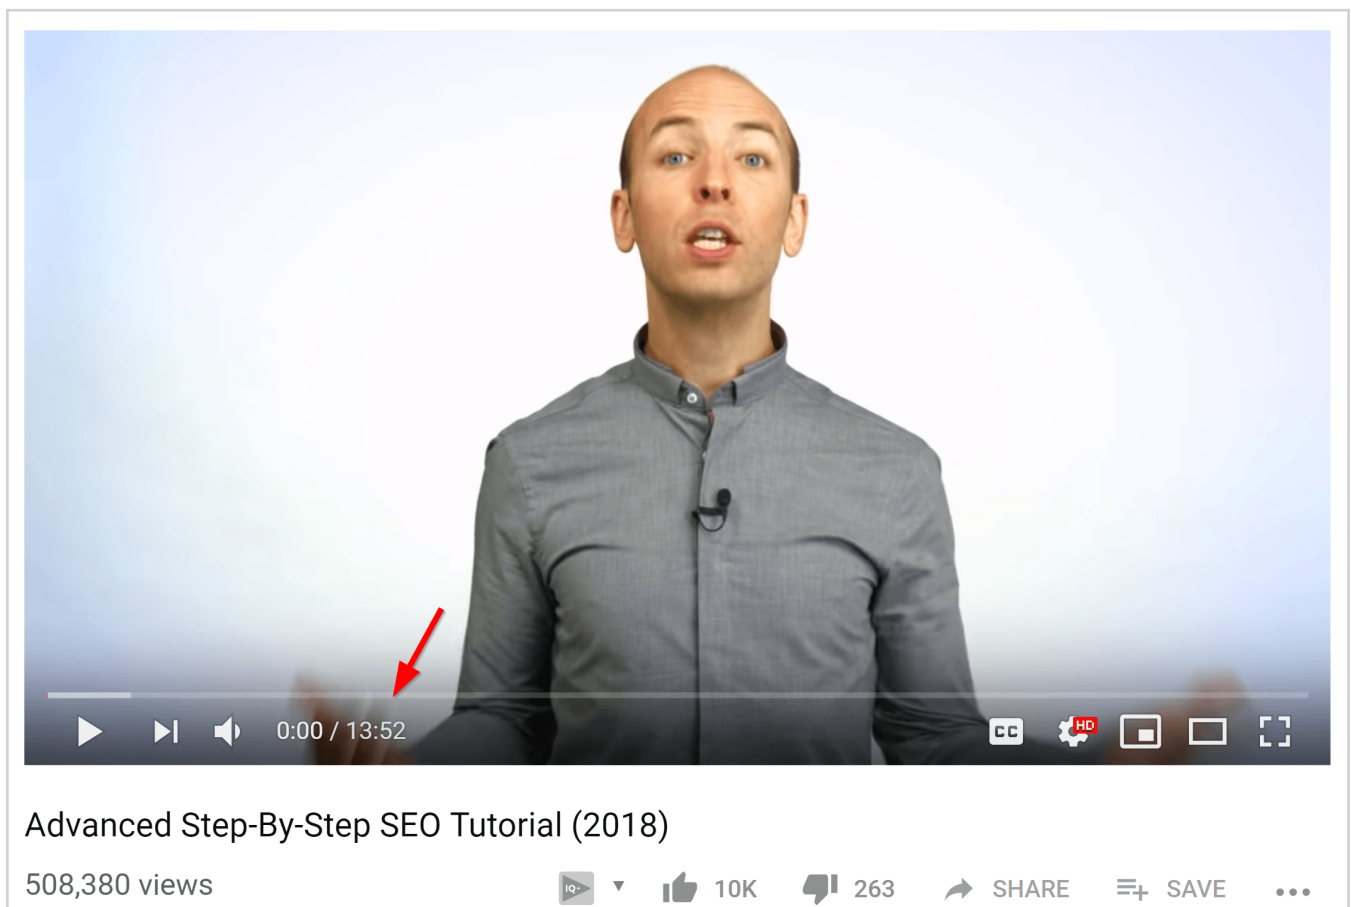 0:00 / 13:52
CC
HD
Advanced Step-By-Step SEO Tutorial (2018)
508,380 views
IQ
10K
263
SHARE
SAVE